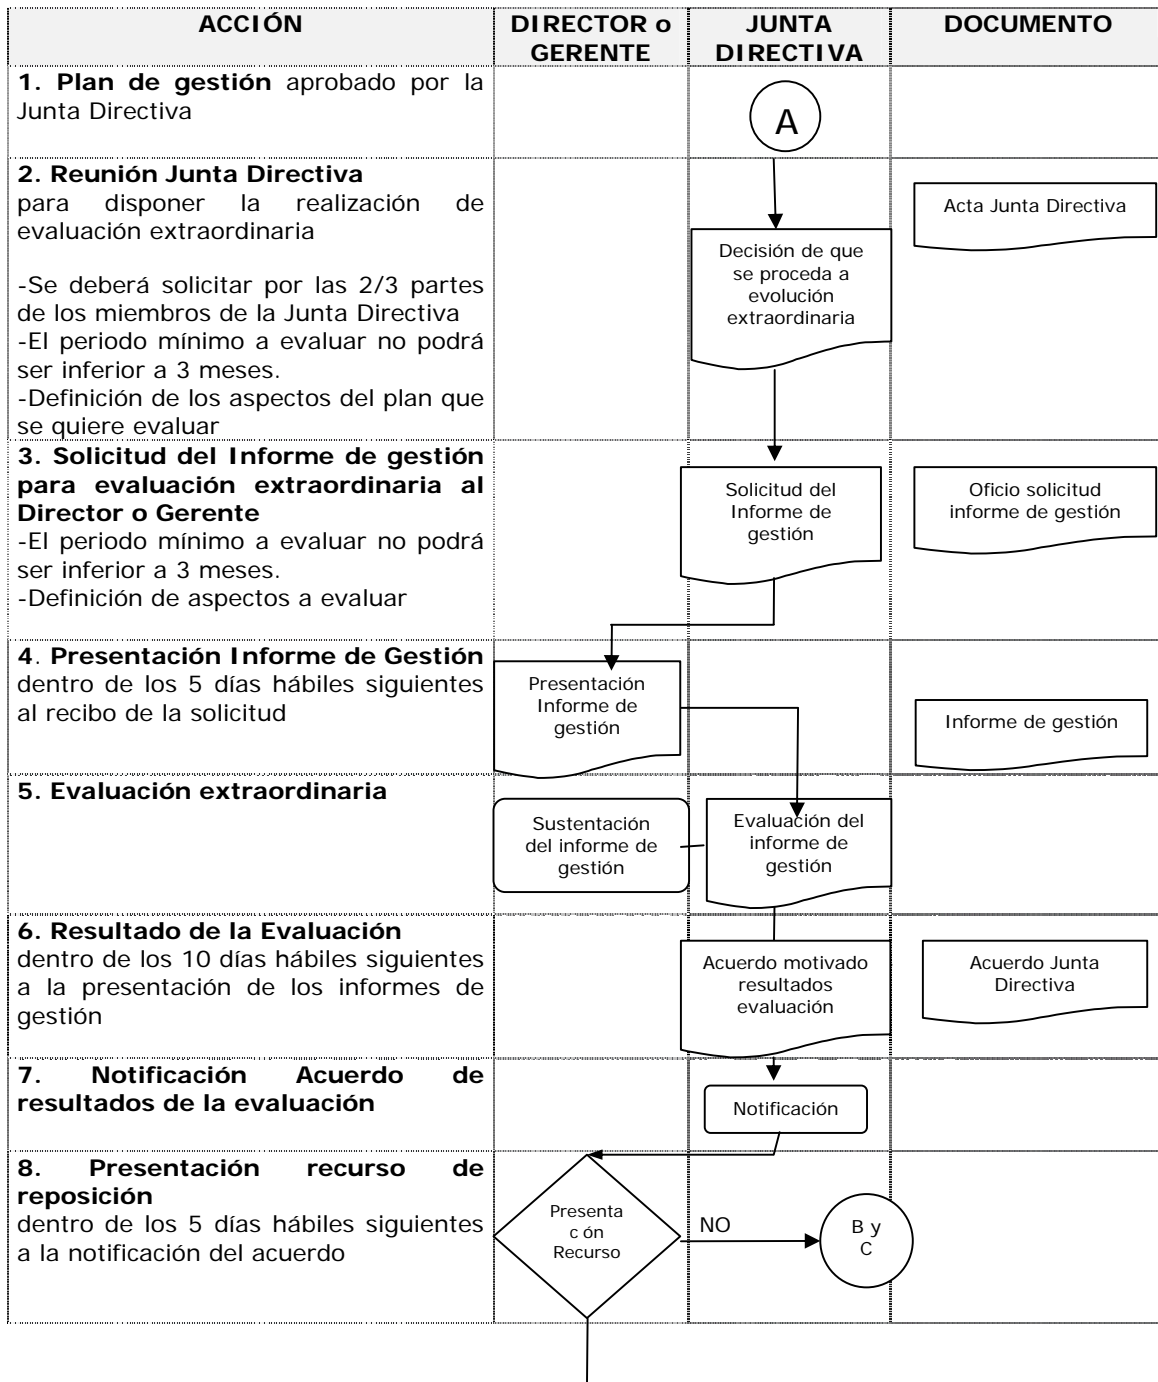 ACCIÓN
DIRECTOR o
GERENTE
JUNTA
DIRECTIVA
DOCUMENTO
1. Plan de gestión aprobado por la
Junta Directiva
A
2. Reunión Junta Directiva
para disponer la realización de
evaluación extraordinaria
-Se deberá solicitar por las 2/3 partes
de los miembros de la Junta Directiva
-El periodo mínimo a evaluar no podrá
ser inferior a 3 meses.
-Definición de los aspectos del plan que
se quiere evaluar
Decisión de que
se proceda a
evolución
extraordinaria
Acta Junta Directiva
3. Solicitud del Informe de gestión
para evaluación extraordinaria al
Director o Gerente
-El periodo mínimo a evaluar no podrá
ser inferior a 3 meses.
-Definición de aspectos a evaluar
Solicitud del
Informe de
gestión
Oficio solicitud
informe de gestión
4. Presentación Informe de Gestión
dentro de los 5 días hábiles siguientes
al recibo de la solicitud
Presentación
Informe de
gestión
Informe de gestión
5. Evaluación extraordinaria
Sustentación
del informe de
gestión
Evaluación del
informe de
gestión
6. Resultado de la Evaluación
dentro de los 10 días hábiles siguientes
a la presentación de los informes de
gestión
Acuerdo motivado
resultados
evaluación
Acuerdo Junta
Directiva
7. Notificación Acuerdo de
resultados de la evaluación
Notificación
8. Presentación recurso de
reposición
dentro de los 5 días hábiles siguientes
a la notificación del acuerdo
Presenta
c ón
Recurso
NO
B y
C